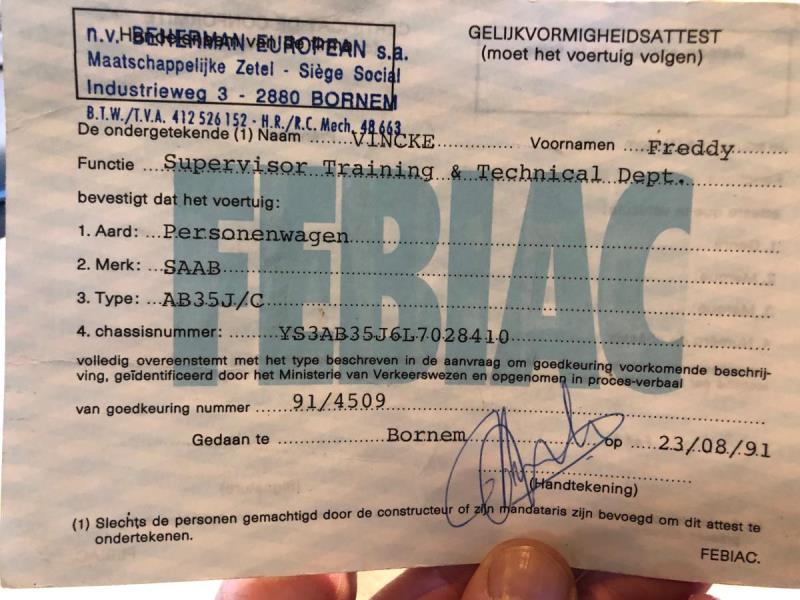 n.v. BEHERMAN EUROPEAN s.a.
Maatschappelijke Zetel - Siège Social
Industrieweg 3 - 2880 BORNEM
B.T.W./T.V.A. 412 526 152 - H.R./R.C. Mech. 48 663
GELIJKVORMIGHEIDSATTEST
(moet het voertuig volgen)
De ondergetekende (1) Naam ......VINCKE.................. Voornamen ....Freddy........
Functie ...Supervisor Training & Technical Dept.
bevestigt dat het voertuig:
1. Aard: ...Personenwagen
2. Merk: ...SAAB
3. Type: ...AB35J/C
4. chassisnummer: ........YS3AB35J6L7028410
volledig overeenstemt met het type beschreven in de aanvraag om goedkeuring voorkomende beschrij-
ving, geïdentificeerd door het Ministerie van Verkeerswezen en opgenomen in proces-verbaal
van goedkeuring nummer ......91/4509
Gedaan te ..................Bornem........ op .....23/08/91
(Handtekening)
(1) Slechts de personen gemachtigd door de constructeur of zijn mandataris zijn bevoegd om dit attest te
ondertekenen.
FEBIAC.
FEBIAC